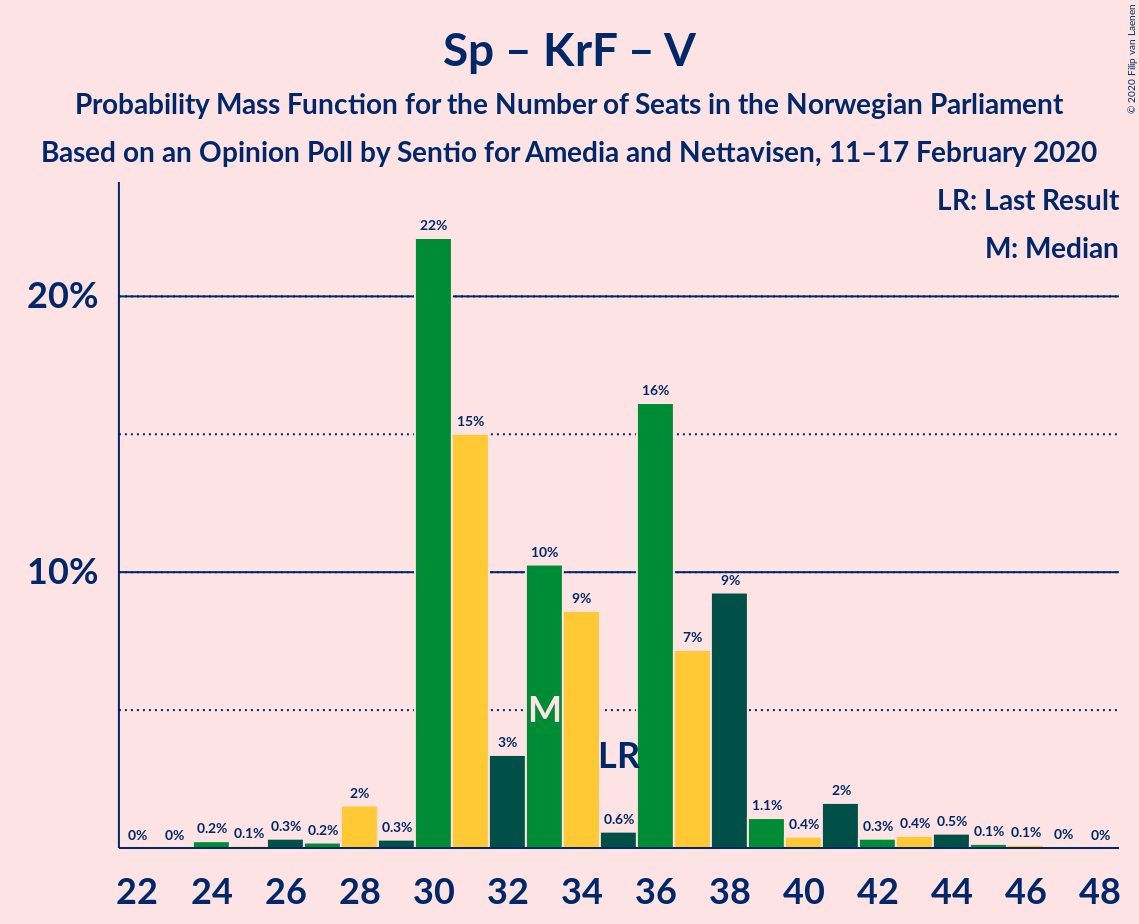 © 2020 Filip van Laenen
Sp – KrF – V
Probability Mass Function for the Number of Seats in the Norwegian Parliament
Based on an Opinion Poll by Sentio for Amedia and Nettavisen, 11–17 February 2020
LR: Last Result
M: Median
20%
10%
0% 0% 0.2% 0.1% 0.3% 0.2% 2% 0.3% 22% 15% 3% 10% 9% 0.6% 16% 7% 9% 1.1% 0.4% 2% 0.3% 0.4% 0.5% 0.1% 0.1% 0% 0%
M
LR
22 24 26 28 30 32 34 36 38 40 42 44 46 48